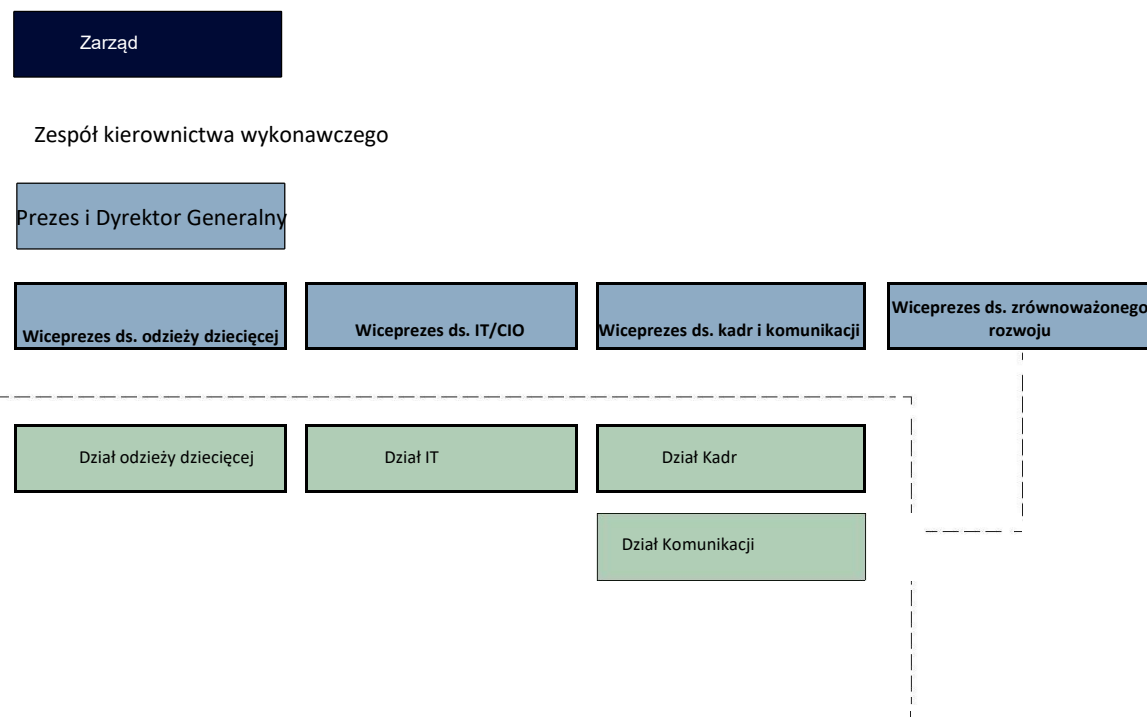 Zarząd
Zespół kierownictwa wykonawczego
Prezes i Dyrektor Generalny
Wiceprezes ds. odzieży dziecięcej
Wiceprezes ds. IT/CIO
Wiceprezes ds. kadr i komunikacji
Wiceprezes ds. zrównoważonego
rozwoju
Dział odzieży dziecięcej
Dział IT
Dział Kadr
Dział Komunikacji